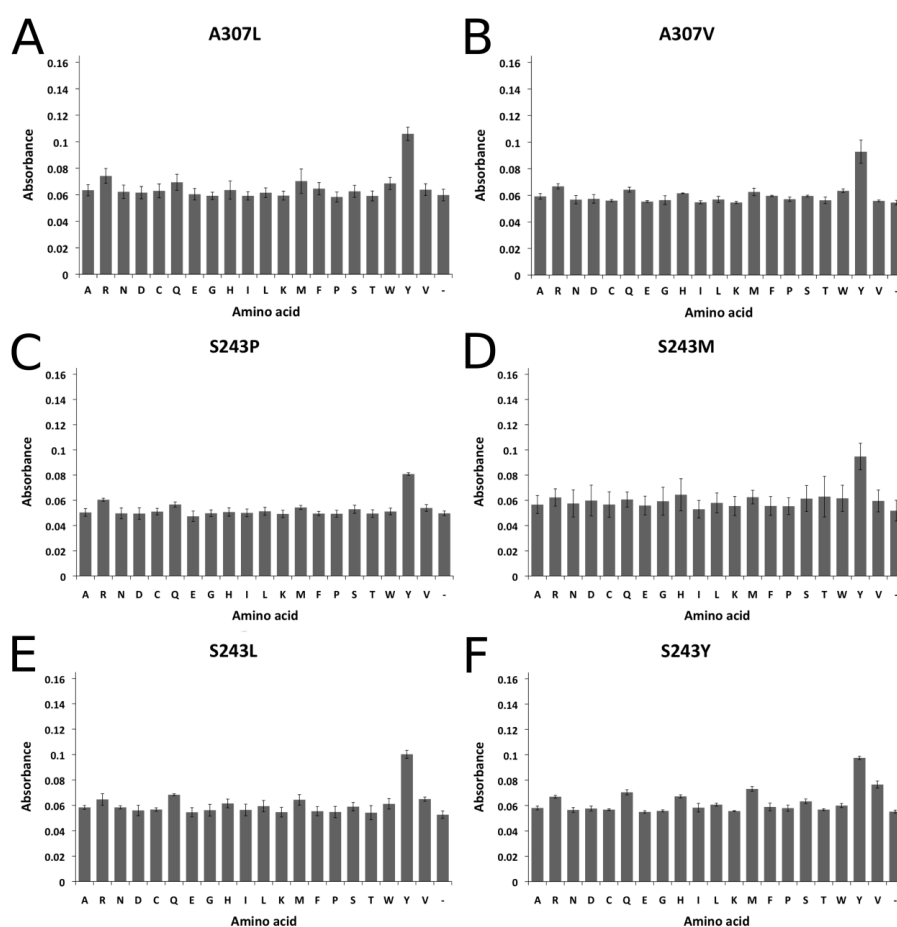 A
A307L
Absorbance
0.16
0.14
0.12
0.1
0.08
0.06
0.04
0.02
0
A R N D C Q E G H I L K M F P S T W Y V -
Amino acid
B
A307V
Absorbance
0.16
0.14
0.12
0.1
0.08
0.06
0.04
0.02
0
A R N D C Q E G H I L K M F P S T W Y V -
Amino acid
C
S243P
Absorbance
0.16
0.14
0.12
0.1
0.08
0.06
0.04
0.02
0
A R N D C Q E G H I L K M F P S T W Y V -
Amino acid
D
S243M
Absorbance
0.16
0.14
0.12
0.1
0.08
0.06
0.04
0.02
0
A R N D C Q E G H I L K M F P S T W Y V -
Amino acid
E
S243L
Absorbance
0.16
0.14
0.12
0.1
0.08
0.06
0.04
0.02
0
A R N D C Q E G H I L K M F P S T W Y V -
Amino acid
F
S243Y
Absorbance
0.16
0.14
0.12
0.1
0.08
0.06
0.04
0.02
0
A R N D C Q E G H I L K M F P S T W Y V -
Amino acid